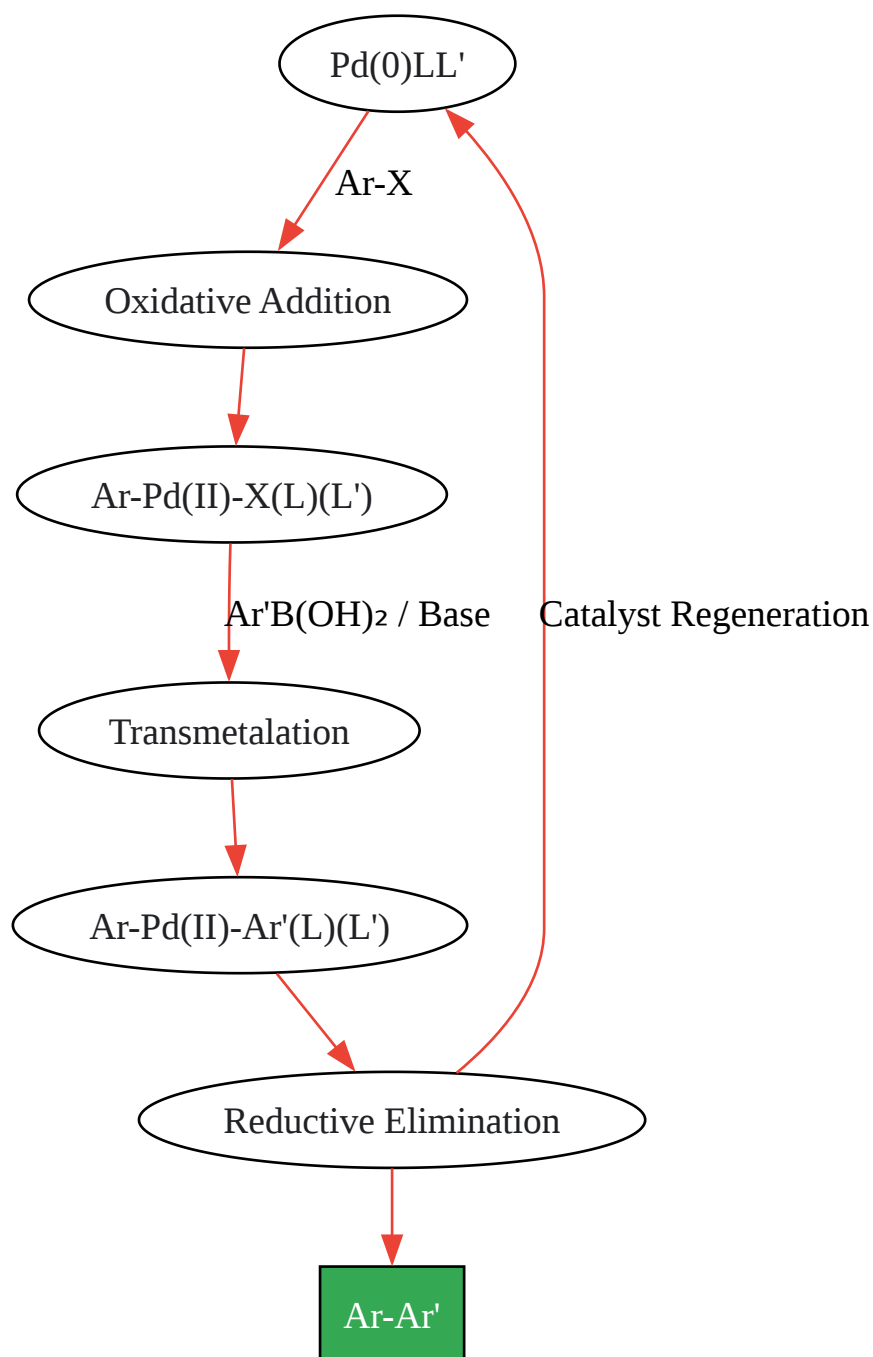 Pd(0)LL'
Ar-X
Oxidative Addition
Ar-Pd(II)-X(L)(L')
Ar'B(OH)₂ / Base
Catalyst Regeneration
Transmetalation
Ar-Pd(II)-Ar'(L)(L')
Reductive Elimination
Ar-Ar'